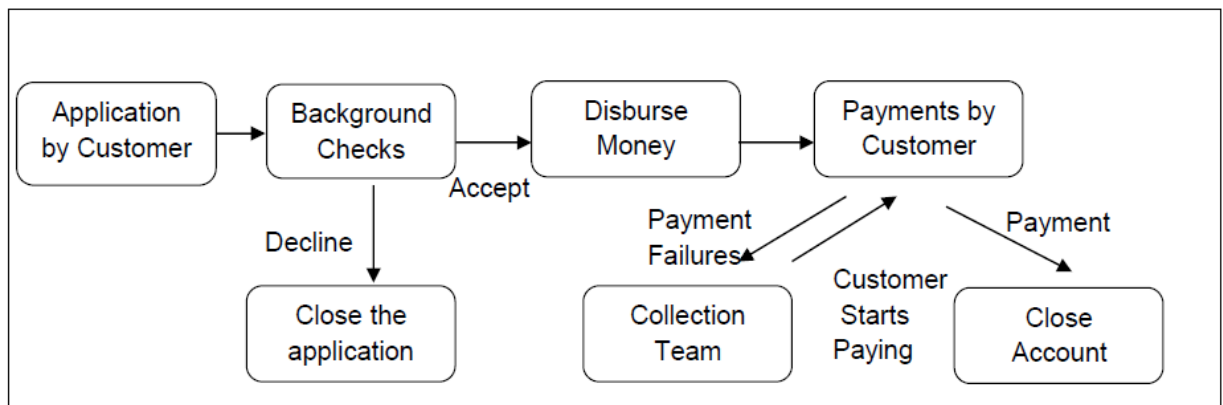 Application
by Customer
Background
Checks
Disburse
Money
Payments by
Customer
Accept
Decline
Payment
Failures
Payment
Customer
Starts
Paying
Close the
application
Collection
Team
Close
Account